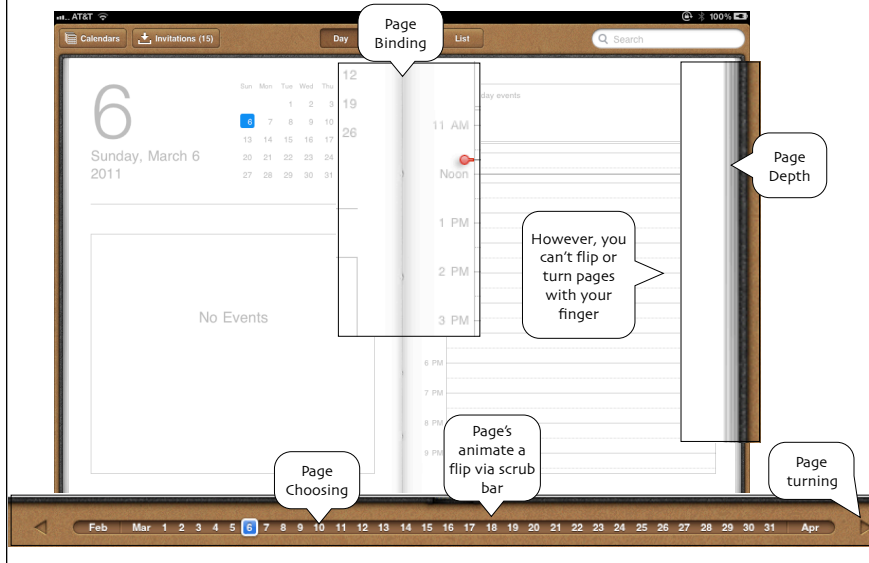 AT&T
100%
Calendars
Invitations (15)
Day
List
Search
Page
Binding
6
Sunday, March 6
2011
Sun Mon Tue Wed Thu
1 2 3
6 7 8 9 10
13 14 15 16 17
20 21 22 23 24
27 28 29 30 31
12
19
26
day events
11 AM
Noon
1 PM
2 PM
3 PM
6 PM
7 PM
8 PM
9 PM
No Events
Page
Depth
However, you
can't flip or
turn pages
with your
finger
Page
Choosing
Page's
animate a
flip via scrub
bar
Page
turning
Feb Mar 1 2 3 4 5 6 7 8 9 10 11 12 13 14 15 16 17 18 19 20 21 22 23 24 25 26 27 28 29 30 31 Apr